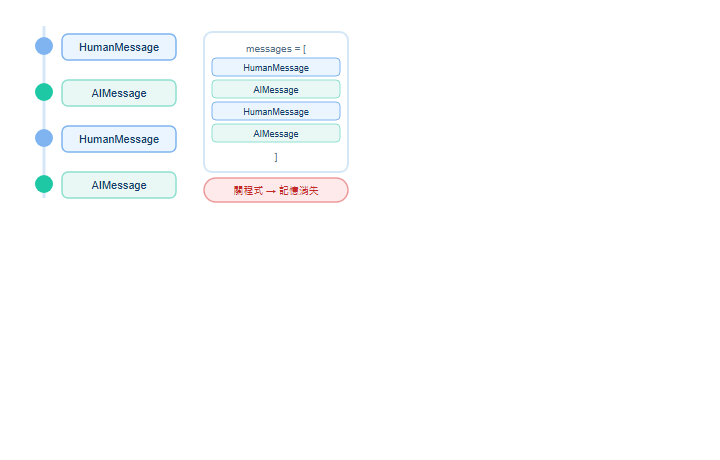 HumanMessage
AIMessage
HumanMessage
AIMessage
messages = [
HumanMessage
AIMessage
HumanMessage
AIMessage
]
關程式 → 記憶消失